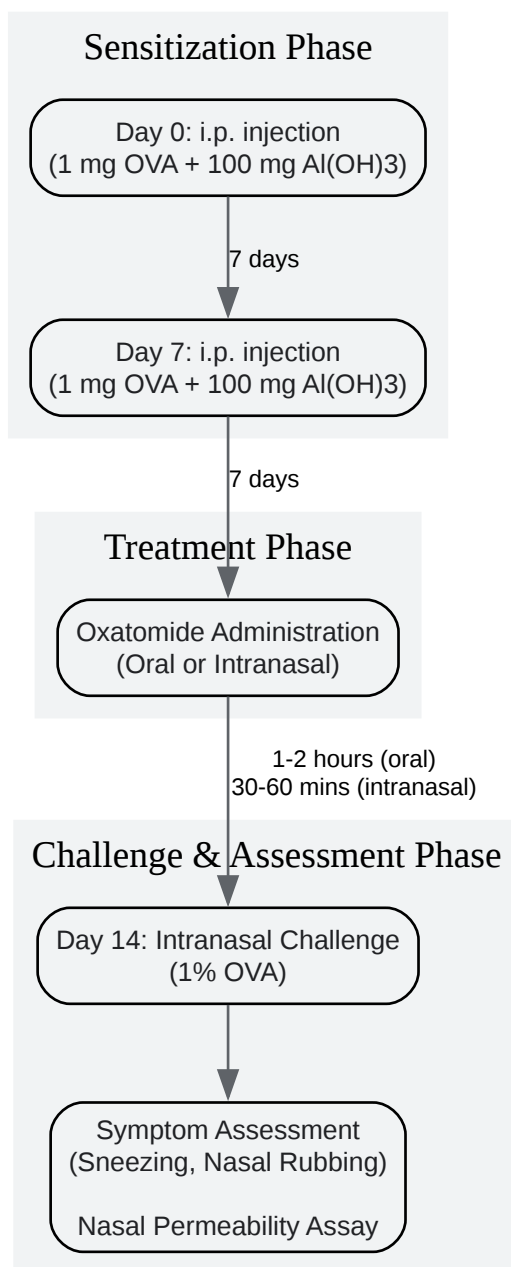 Sensitization Phase
Day 0: i.p. injection
(1 mg OVA + 100 mg Al(OH)3)
7 days
Day 7: i.p. injection
(1 mg OVA + 100 mg Al(OH)3)
7 days
Treatment Phase
Oxatomide Administration
(Oral or Intranasal)
1-2 hours (oral)
30-60 mins (intranasal)
Challenge & Assessment Phase
Day 14: Intranasal Challenge
(1% OVA)
Symptom Assessment
(Sneezing, Nasal Rubbing)
Nasal Permeability Assay